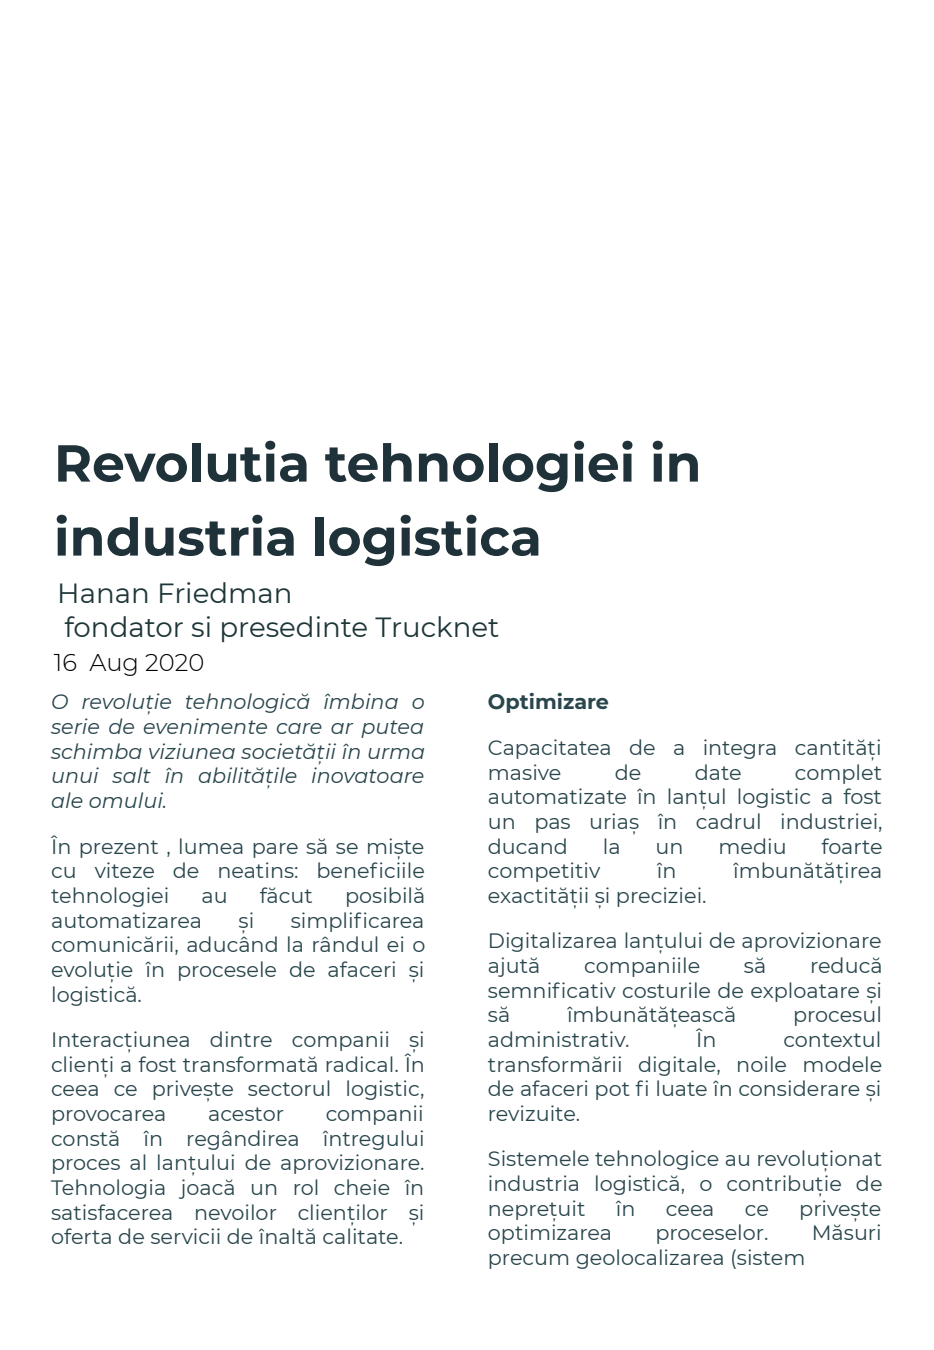 Revolutia tehnologiei in
industria logistica
Hanan Friedman
fondator si presedinte Trucknet
16 Aug 2020
O revoluție tehnologică îmbina o
serie de evenimente care ar putea
schimba viziunea societății în urma
unui salt în abilitățile inovatoare
ale omului.
În prezent , lumea pare să se miște
cu viteze de neatins: beneficiile
tehnologiei au făcut posibilă
automatizarea și simplificarea
comunicării, aducând la rândul ei o
evoluție în procesele de afaceri și
logistică.
Interacțiunea dintre companii și
clienți a fost transformată radical. În
ceea ce privește sectorul logistic,
provocarea acestor companii
constă în regândirea întregului
proces al lanțului de aprovizionare.
Tehnologia joacă un rol cheie în
satisfacerea nevoilor clienților și
oferta de servicii de înaltă calitate.
Optimizare
Capacitatea de a integra cantități
masive de date complet
automatizate în lanțul logistic a fost
un pas uriaș în cadrul industriei,
ducand la un mediu foarte
competitiv în îmbunătățirea
exactității și preciziei.
Digitalizarea lanțului de aprovizionare
ajută companiile să reducă
semnificativ costurile de exploatare și
să îmbunătățească procesul
administrativ. În contextul
transformării digitale, noile modele
de afaceri pot fi luate în considerare și
revizuite.
Sistemele tehnologice au revoluționat
industria logistică, o contribuție de
neprețuit în ceea ce privește
optimizarea proceselor. Măsuri
precum geolocalizarea (sistem